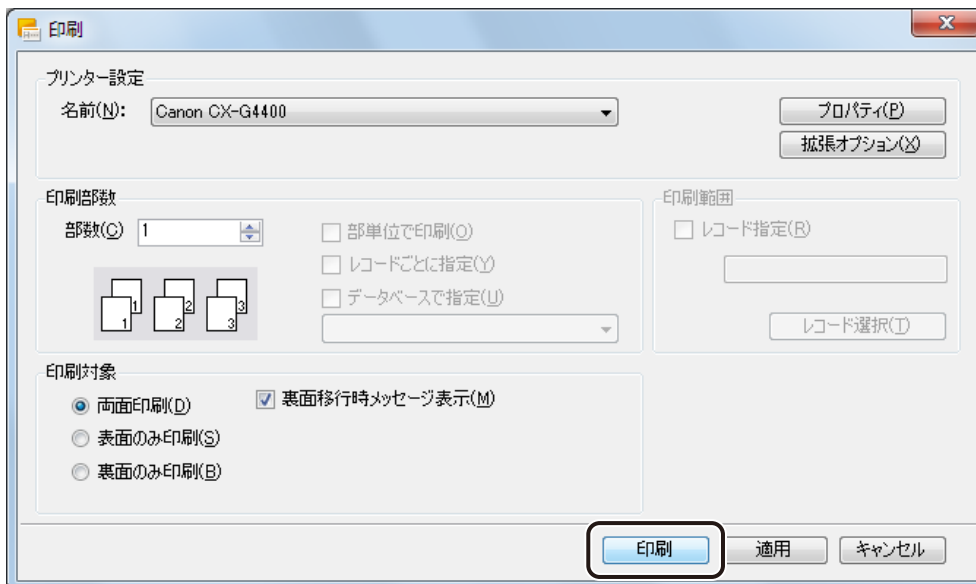 印刷
プリンター設定
名前(N): Canon CX-G4400 プロパティ(P)
拡張オプション(X)
印刷部数
部数(C) 1
1 1 2 2 3 3
部単位で印刷(O)
レコードごとに指定(Y)
データベースで指定(U)
印刷範囲
レコード指定(R)
レコード選択(T)
印刷対象
両面印刷(D)
表面のみ印刷(S)
裏面のみ印刷(B)
裏面移行時メッセージ表示(M)
印刷 適用 キャンセル